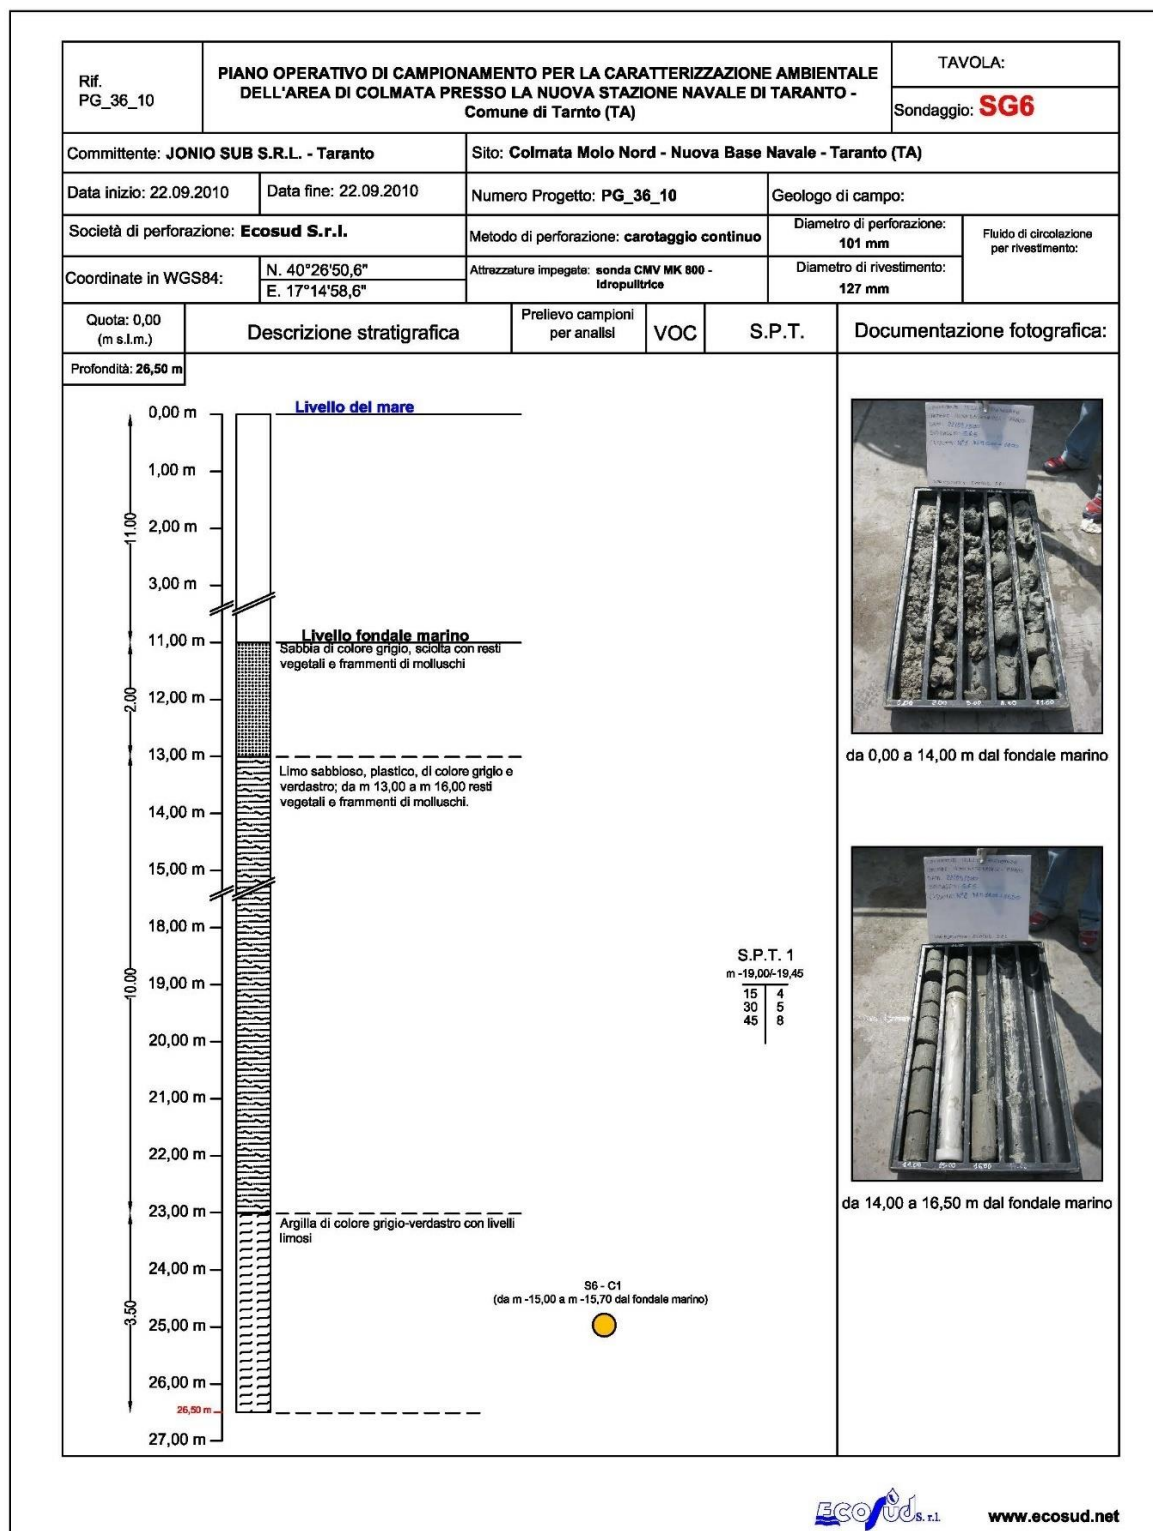 Rif.
PG_36_10
PIANO OPERATIVO DI CAMPIONAMENTO PER LA CARATTERIZZAZIONE AMBIENTALE
DELL'AREA DI COLMATA PRESSO LA NUOVA STAZIONE NAVALE DI TARANTO -
Comune di Tarnto (TA)
TAVOLA:
Sondaggio: SG6
Committente: JONIO SUB S.R.L. - Taranto
Sito: Colmata Molo Nord - Nuova Base Navale - Taranto (TA)
Data inizio: 22.09.2010
Data fine: 22.09.2010
Numero Progetto: PG_36_10
Geologo di campo:
Società di perforazione: Ecosud S.r.l.
Metodo di perforazione: carotaggio continuo
Diametro di perforazione:
101 mm
Fluido di circolazione
per rivestimento:
Coordinate in WGS84:
N. 40°26'50,6"
E. 17°14'58,6"
Attrezzature impegate: sonda CMV MK 800 -
Idropulitrice
Diametro di rivestimento:
127 mm
Quota: 0,00
(m s.l.m.)
Descrizione stratigrafica
Prelievo campioni
per analisi
VOC
S.P.T.
Documentazione fotografica:
Profondità: 26,50 m
0,00 m
Livello del mare
1,00 m
11.00
2,00 m
3,00 m
11,00 m
Livello fondale marino
Sabbia di colore grigio, sciolta con resti
vegetali e frammenti di molluschi
2.00
12,00 m
13,00 m
da 0,00 a 14,00 m dal fondale marino
Limo sabbioso, plastico, di colore grigio e
verdastro; da m 13,00 a m 16,00 resti
vegetali e frammenti di molluschi.
14,00 m
15,00 m
18,00 m
10.00
19,00 m
S.P.T. 1
m -19,00/-19,45
15 4
30 5
45 8
20,00 m
21,00 m
22,00 m
da 14,00 a 16,50 m dal fondale marino
23,00 m
Argilla di colore grigio-verdastro con livelli
limosi
24,00 m
S6 - C1
(da m -15,00 a m -15,70 dal fondale marino)
3.50
25,00 m
26,00 m
26,50 m
27,00 m
ECOSud S. r.l.
www.ecosud.net